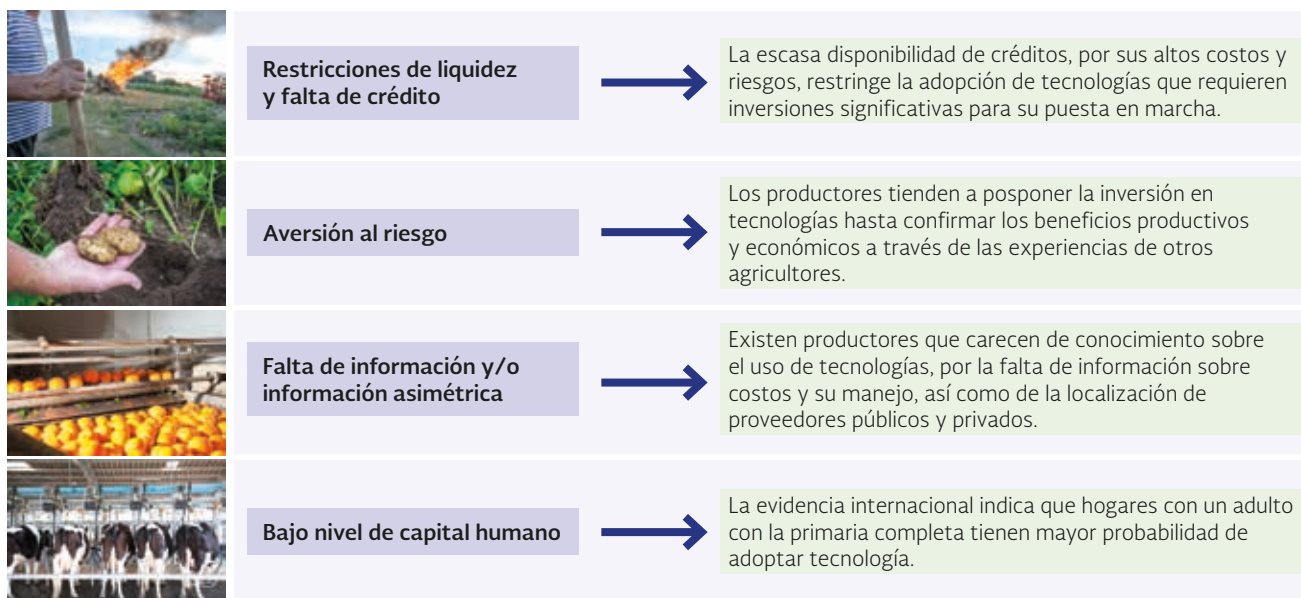 Restricciones de liquidez
y falta de crédito
La escasa disponibilidad de créditos, por sus altos costos y
riesgos, restringe la adopción de tecnologías que requieren
inversiones significativas para su puesta en marcha.
Aversión al riesgo
Los productores tienden a posponer la inversión en
tecnologías hasta confirmar los beneficios productivos
y económicos a través de las experiencias de otros
agricultores.
Falta de información y/o
información asimétrica
Existen productores que carecen de conocimiento sobre
el uso de tecnologías, por la falta de información sobre
costos y su manejo, así como de la localización de
proveedores públicos y privados.
Bajo nivel de capital humano
La evidencia internacional indica que hogares con un adulto
con la primaria completa tienen mayor probabilidad de
adoptar tecnología.